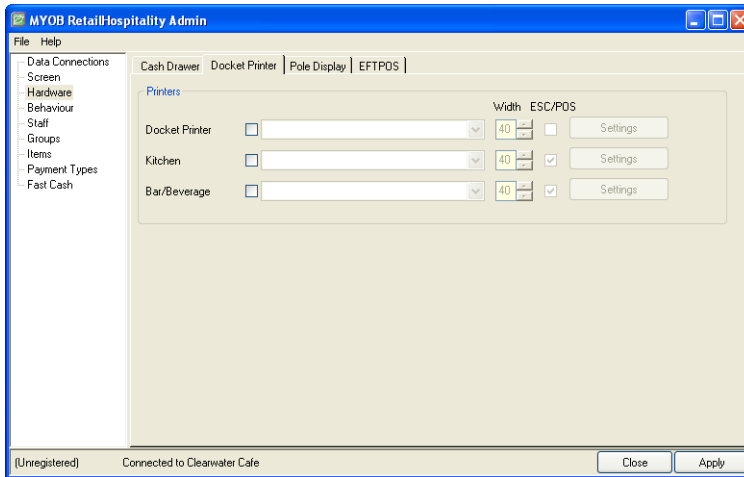 MYOB RetailHospitality Admin
File Help
Data Connections
Screen
Hardware
Behaviour
Staff
Groups
Items
Payment Types
Fast Cash
Cash Drawer Docket Printer Pole Display EFTPOS
Printers
Width ESC/POS
Docket Printer 40 Settings
Kitchen 40 Settings
Bar/Beverage 40 Settings
(Unregistered) Connected to Clearwater Cafe Close Apply